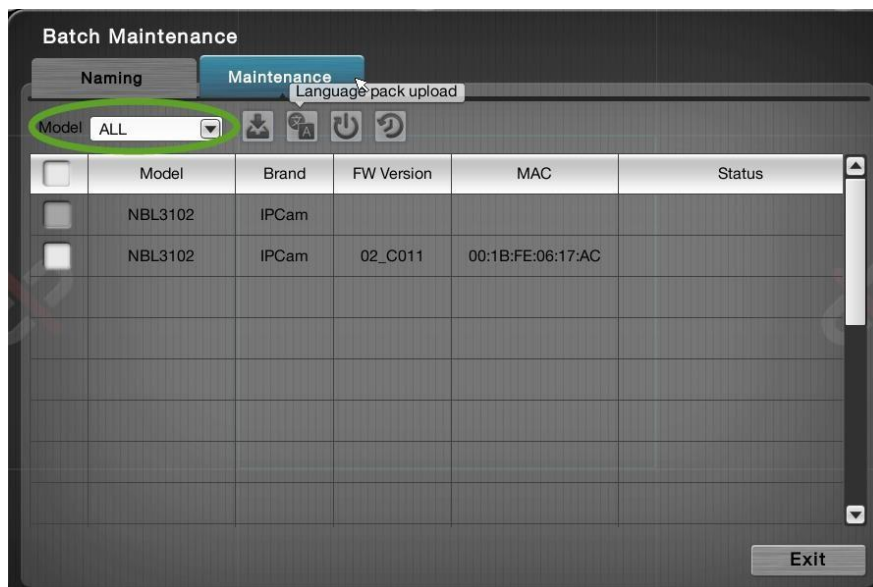 Batch Maintenance
Naming Maintenance
Language pack upload
Model ALL
Model Brand FW Version MAC Status
NBL3102 IPCam
NBL3102 IPCam 02_C011 00:1B:FE:06:17:AC
Exit